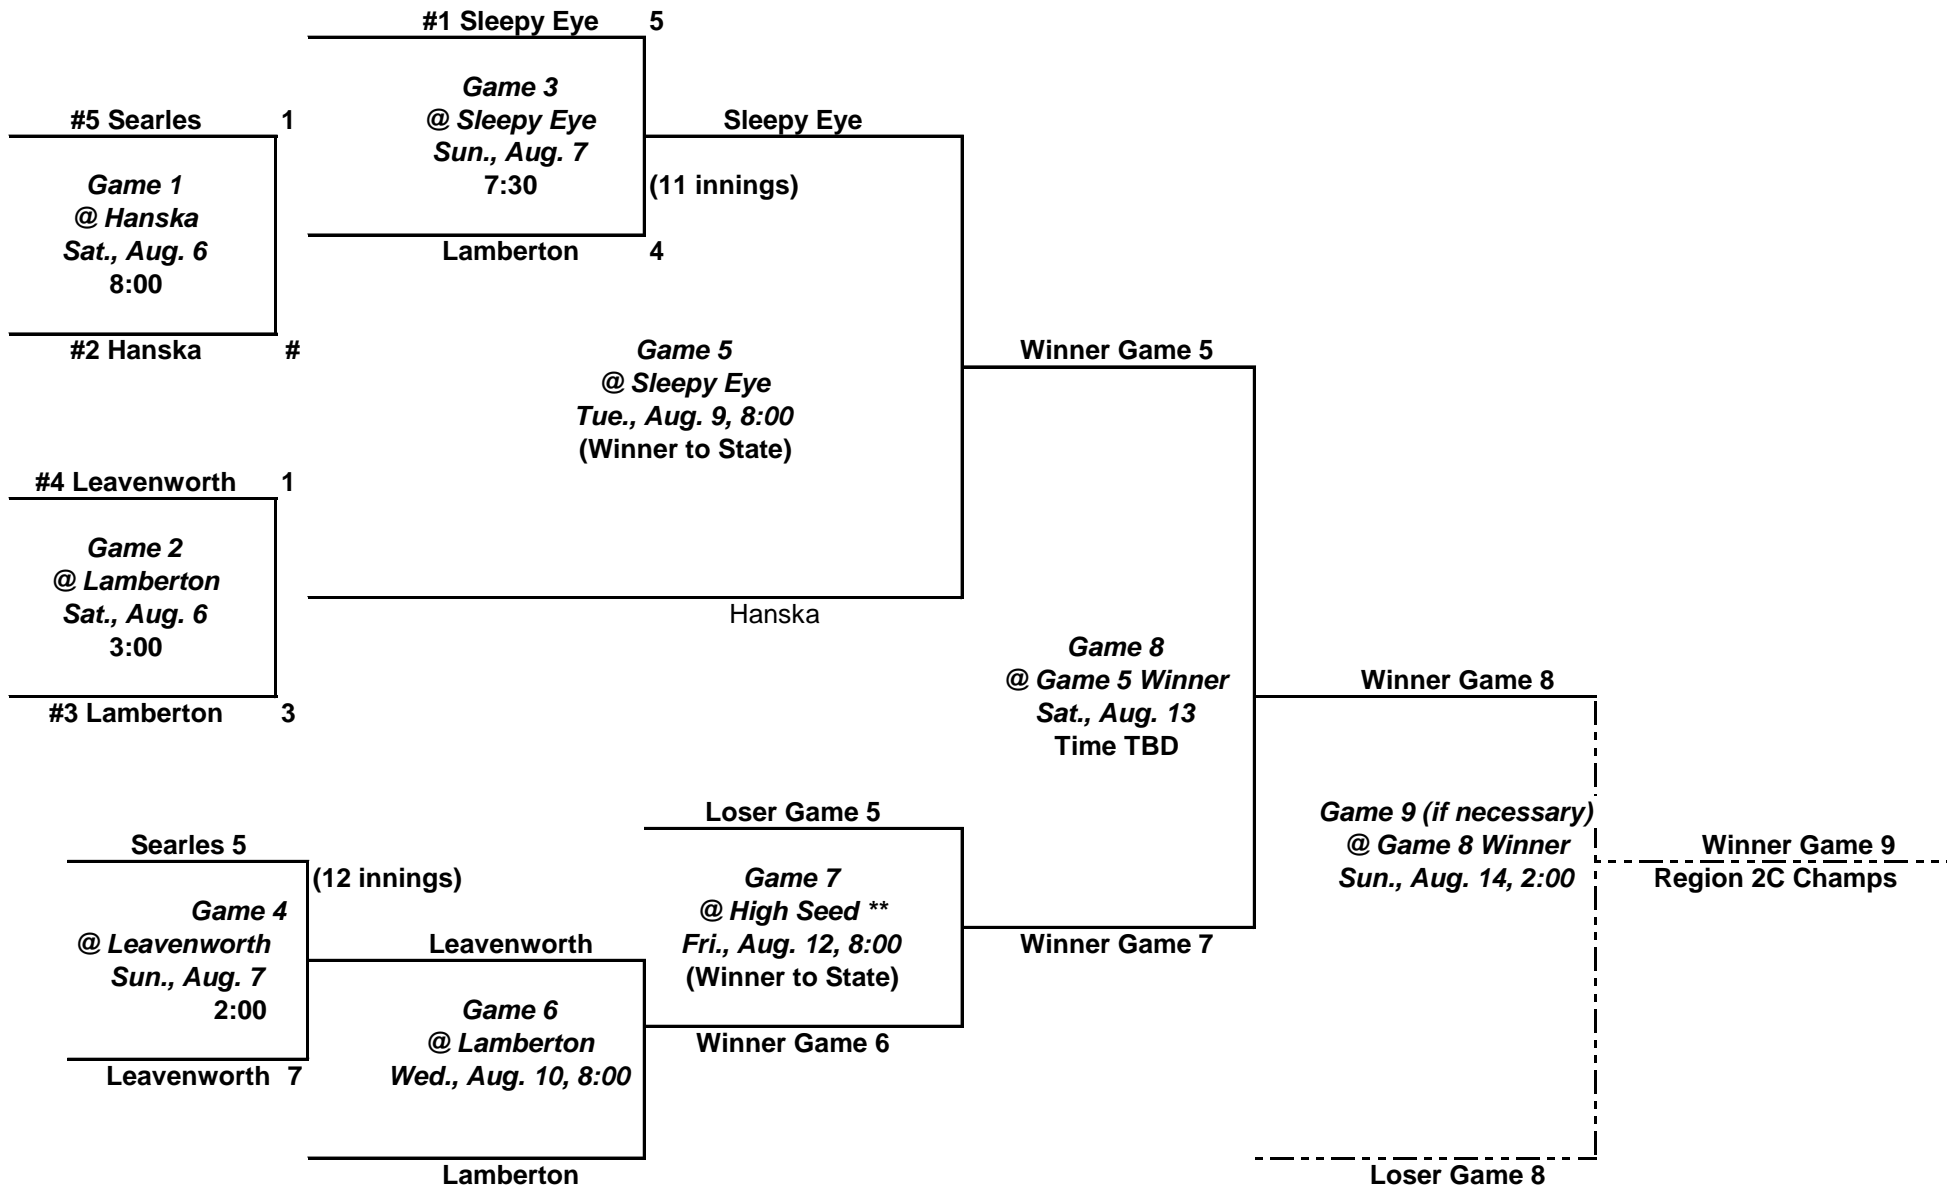 #1 Sleepy Eye 5
Game 3
@ Sleepy Eye
Sun., Aug. 7
7:30
(11 innings)
Lamberton 4
#5 Searles 1
Game 1
@ Hanska
Sat., Aug. 6
8:00
#2 Hanska #
Sleepy Eye
Game 5
@ Sleepy Eye
Tue., Aug. 9, 8:00
(Winner to State)
Hanska
#4 Leavenworth 1
Game 2
@ Lamberton
Sat., Aug. 6
3:00
#3 Lamberton 3
Winner Game 5
Game 8
@ Game 5 Winner
Sat., Aug. 13
Time TBD
Winner Game 7
Winner Game 8
Game 9 (if necessary)
@ Game 8 Winner
Sun., Aug. 14, 2:00
Loser Game 8
Winner Game 9
Region 2C Champs
Searles 5
(12 innings)
Game 4
@ Leavenworth
Sun., Aug. 7
2:00
Leavenworth 7
Leavenworth
Game 6
@ Lamberton
Wed., Aug. 10, 8:00
Lamberton
Loser Game 5
Game 7
@ High Seed **
Fri., Aug. 12, 8:00
(Winner to State)
Winner Game 6